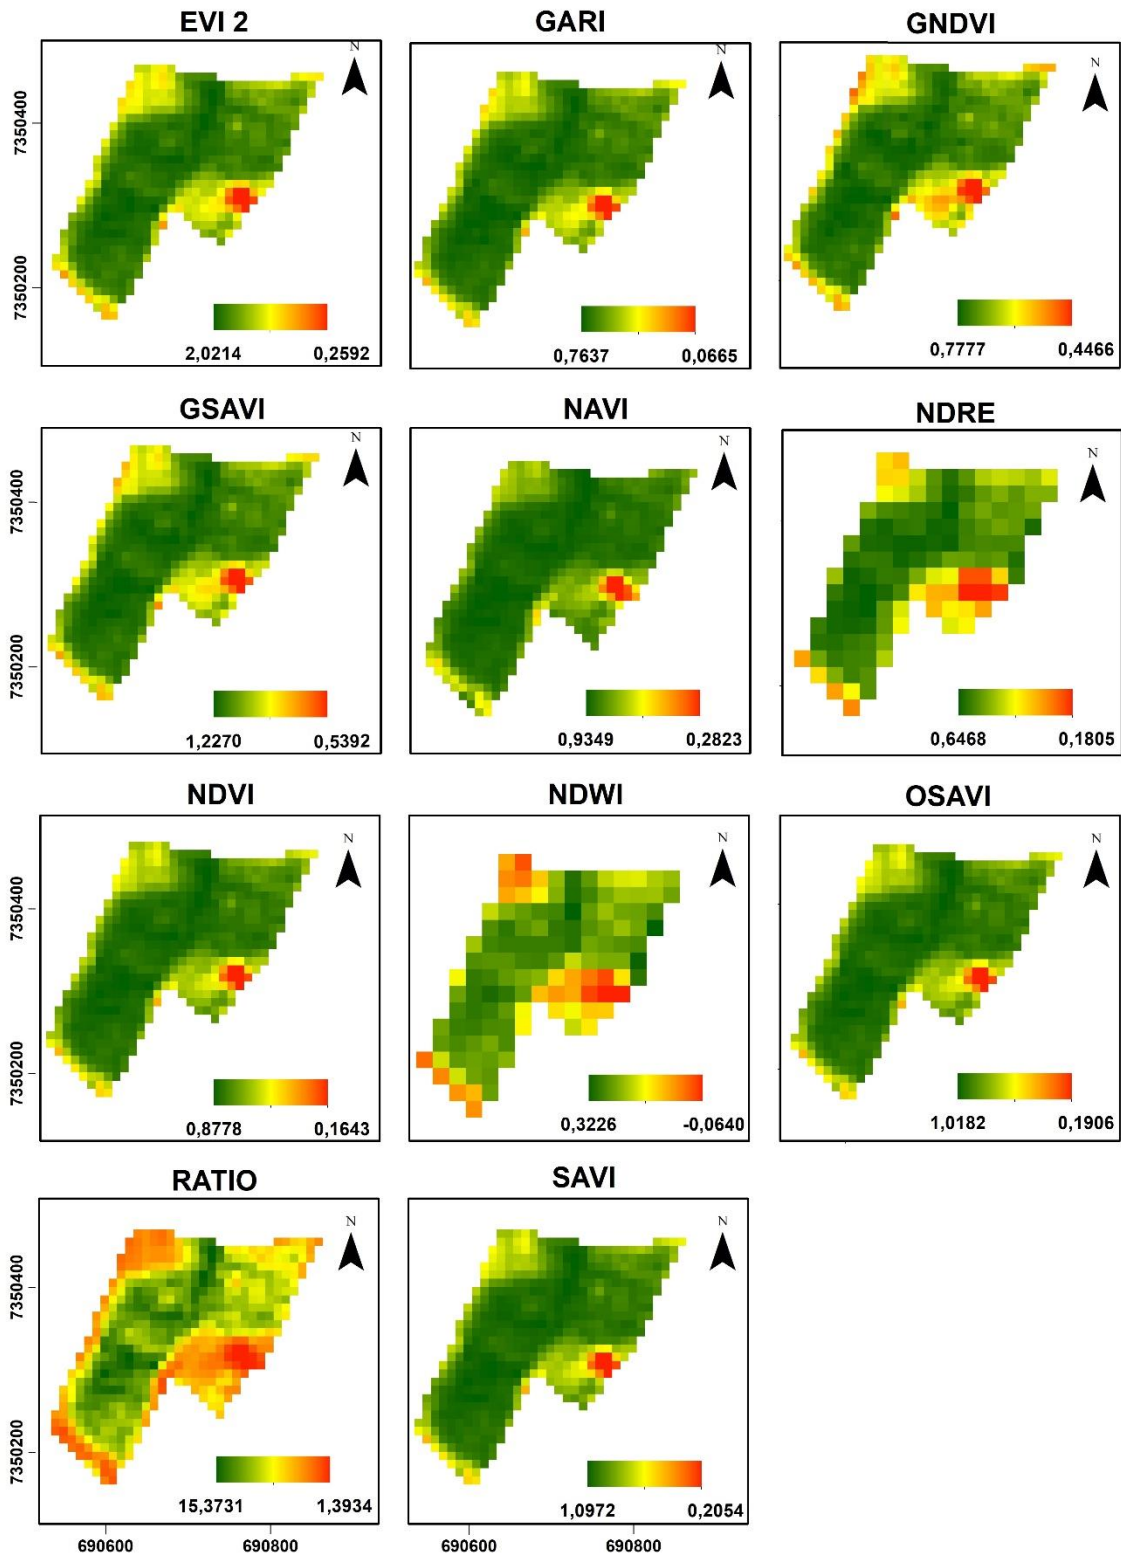 EVI 2
GARI
GNDVI
N
N
N
7350400
7350200
2,0214 0,2592
0,7637 0,0665
0,7777 0,4466
GSAVI
NAVI
NDRE
N
N
N
7350400
7350200
1,2270 0,5392
0,9349 0,2823
0,6468 0,1805
NDVI
NDWI
OSAVI
N
N
N
7350400
7350200
0,8778 0,1643
0,3226 -0,0640
1,0182 0,1906
RATIO
SAVI
N
N
7350400
7350200
15,3731 1,3934
1,0972 0,2054
690600 690800
690600 690800